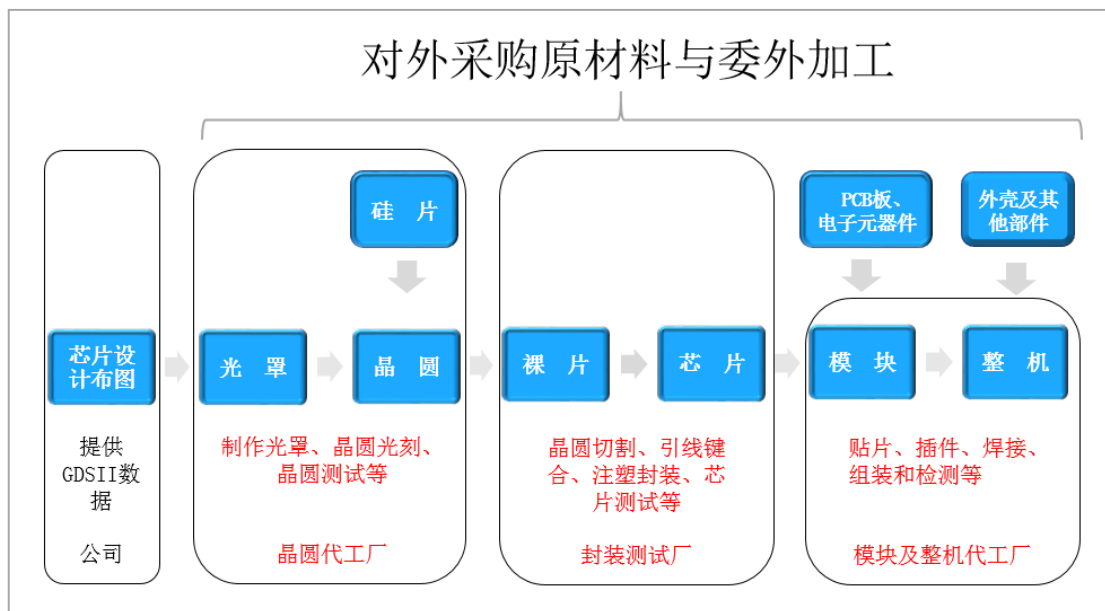 对外采购原材料与委外加工
硅 片
PCB板、
电子元器件
外壳及其
他部件
芯片设
计布图
光 罩
晶 圆
裸 片
芯 片
模 块
整 机
提供
GDSII数
据
制作光罩、晶圆光刻、
晶圆测试等
晶圆切割、引线键
合、注塑封装、芯
片测试等
贴片、插件、焊接、
组装和检测等
公司
晶圆代工厂
封装测试厂
模块及整机代工厂